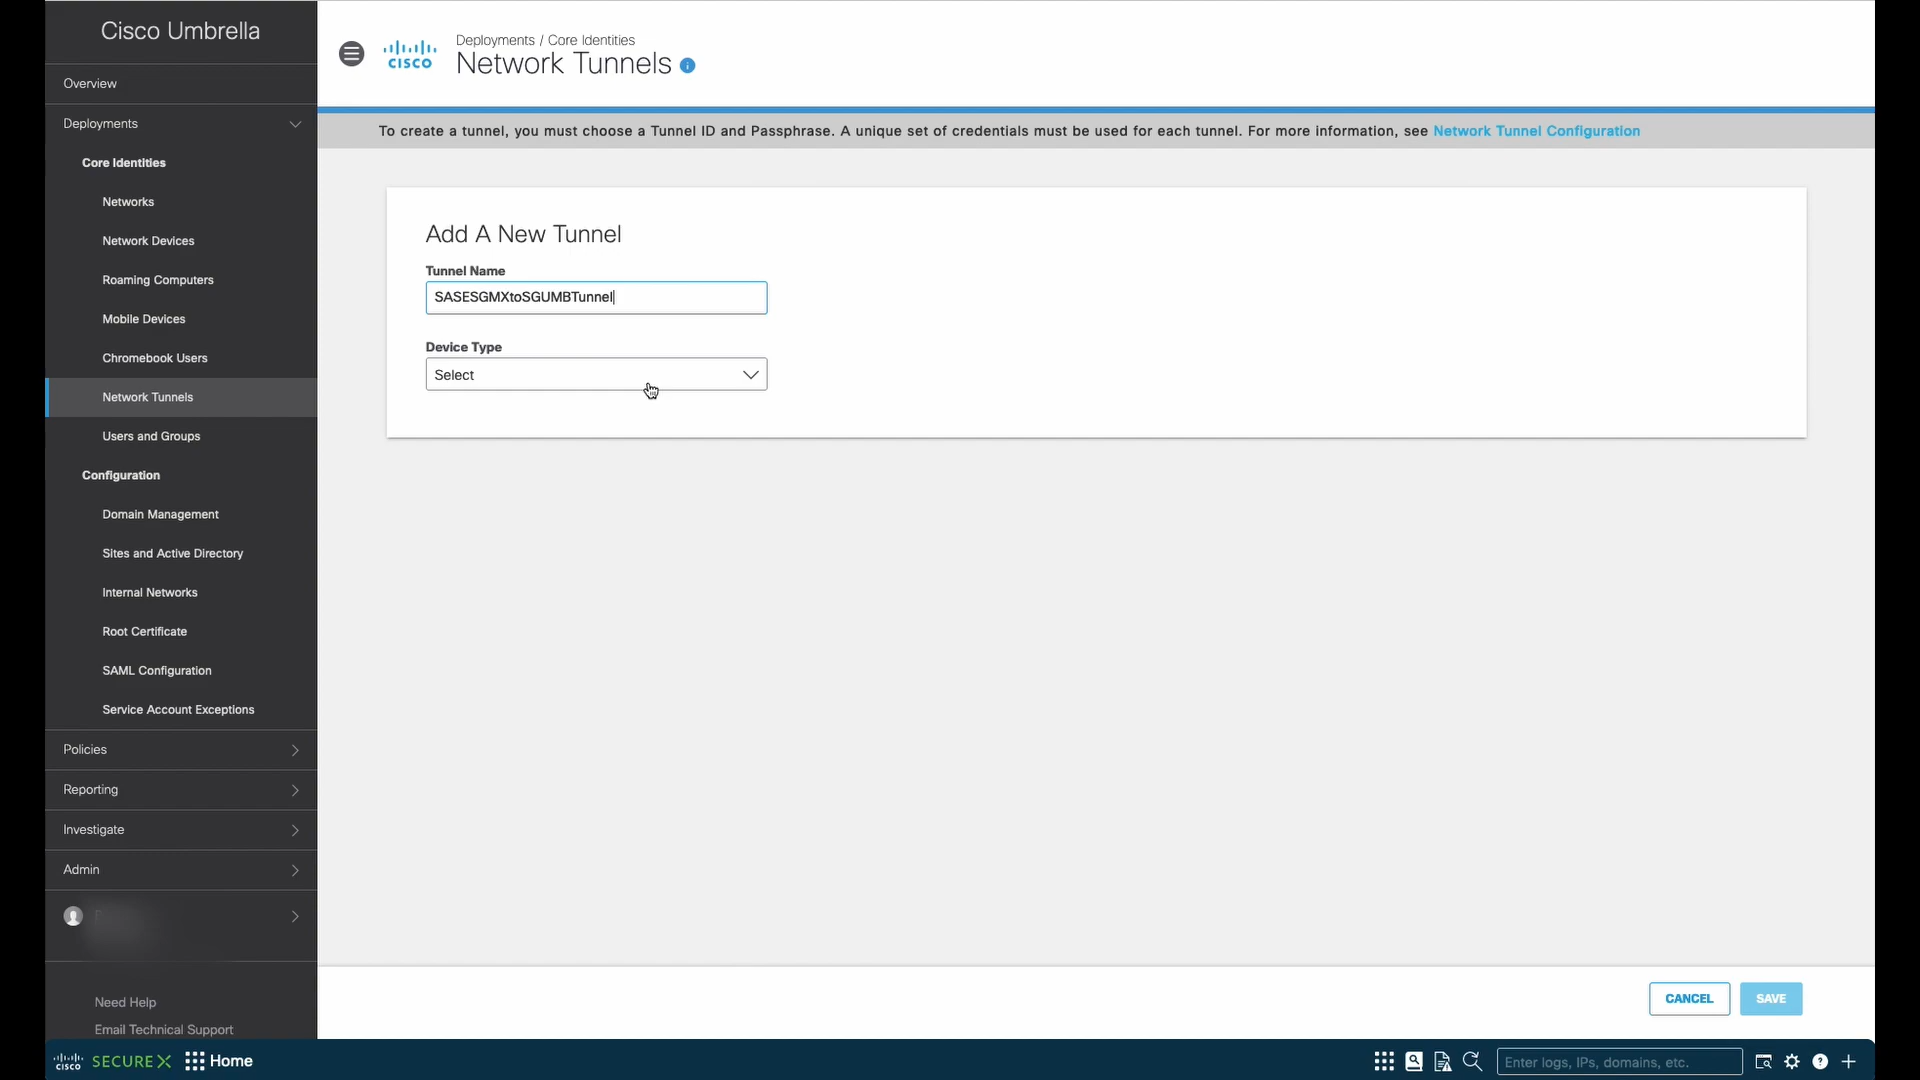 Cisco Umbrella
Overview
Deployments
Core Identities
Networks
Network Devices
Roaming Computers
Mobile Devices
Chromebook Users
Network Tunnels
Users and Groups
Configuration
Domain Management
Sites and Active Directory
Internal Networks
Root Certificate
SAML Configuration
Service Account Exceptions
Policies
Reporting
Investigate
Admin
Need Help
Email Technical Support
CISCO
Deployments / Core Identities
Network Tunnels
To create a tunnel, you must choose a Tunnel ID and Passphrase. A unique set of credentials must be used for each tunnel. For more information, see Network Tunnel Configuration
Add A New Tunnel
Tunnel Name
SASESGMXtoSGUMBTunnel
Device Type
Select
CANCEL
SAVE
CISCO SECUREX Home
Enter logs, IPs, domains, etc.